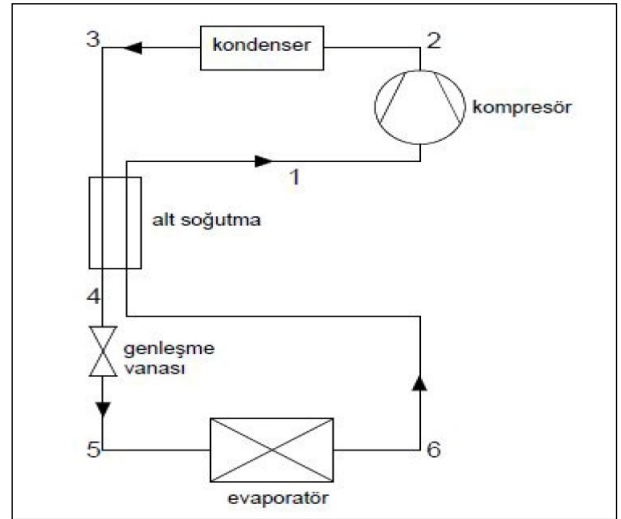 3
kondenser
2
kompresör
1
alt soğutma
4
genleşme
vanası
5
6
evaporatör